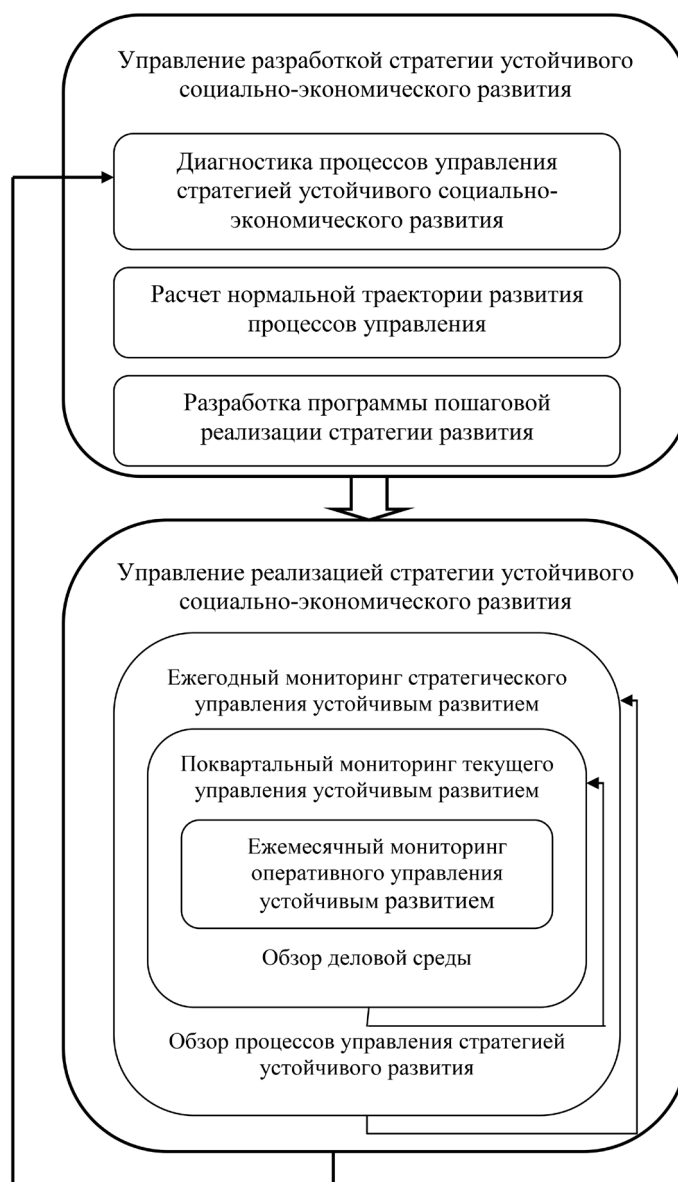 Управление разработкой стратегии устойчивого
социально-экономического развития
Диагностика процессов управления
стратегией устойчивого социально-
экономического развития
Расчет нормальной траектории развития
процессов управления
Разработка программы пошаговой
реализации стратегии развития
Управление реализацией стратегии устойчивого
социально-экономического развития
Ежегодный мониторинг стратегического
управления устойчивым развитием
Поквартальный мониторинг текущего
управления устойчивым развитием
Ежемесячный мониторинг
оперативного управления
устойчивым развитием
Обзор деловой среды
Обзор процессов управления стратегией
устойчивого развития